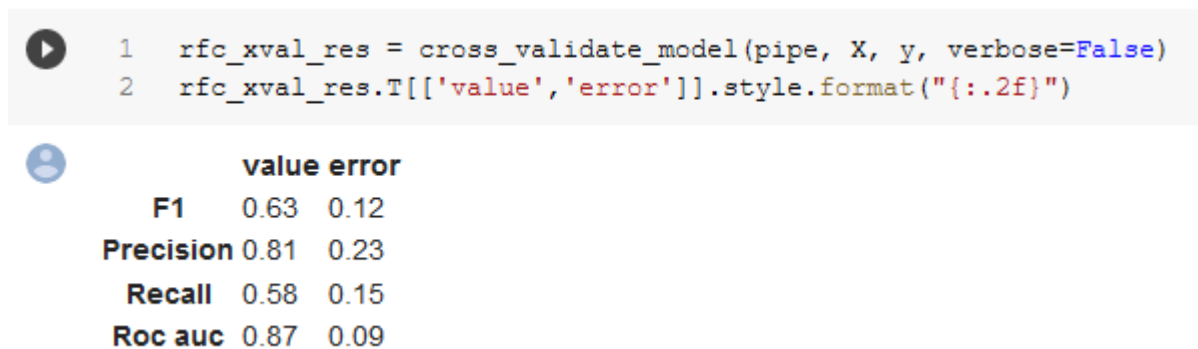 1 rfc_xval_res = cross_validate_model(pipe, X, y, verbose=False)
2 rfc_xval_res.T[['value','error']].style.format("{:.2f}")
value error
F1 0.63 0.12
Precision 0.81 0.23
Recall 0.58 0.15
Roc auc 0.87 0.09